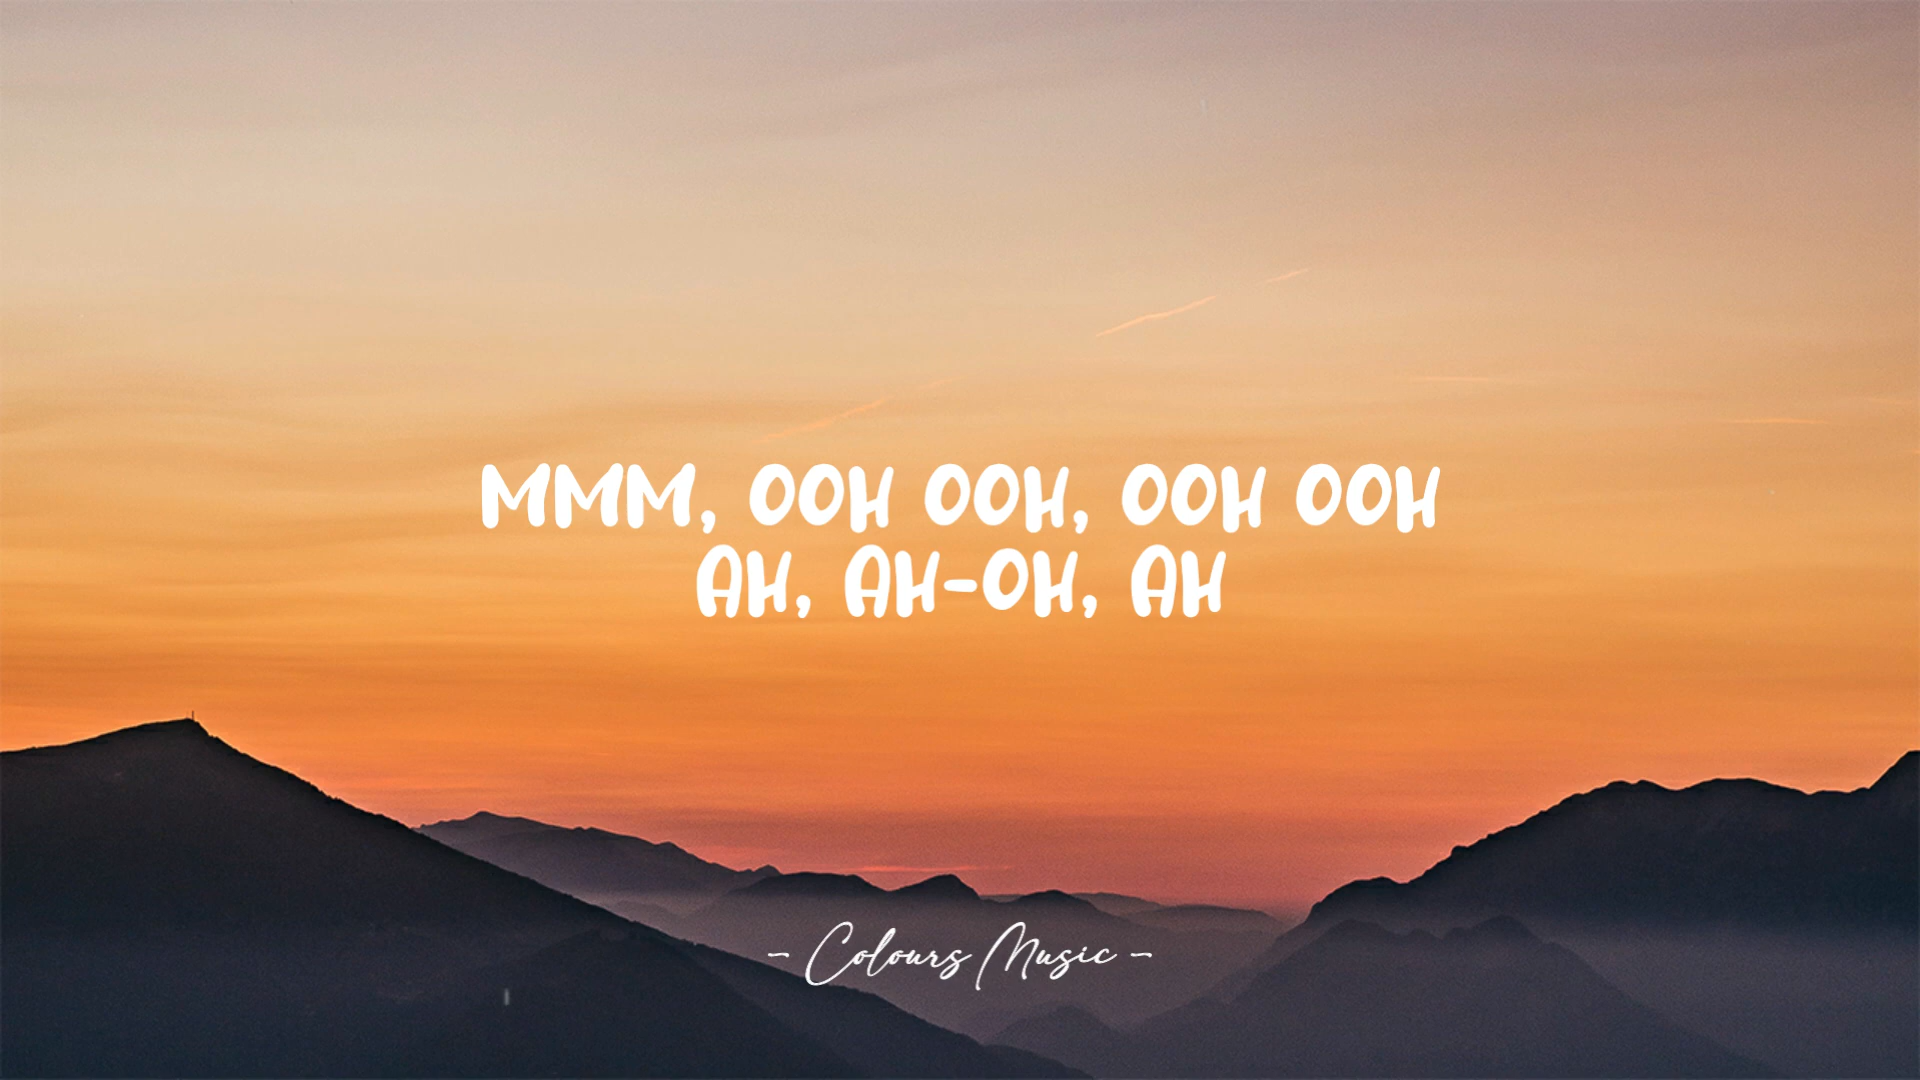 MMM, OOH OOH, OOH OOH
AH, AH-OH, AH
- Colours Music -